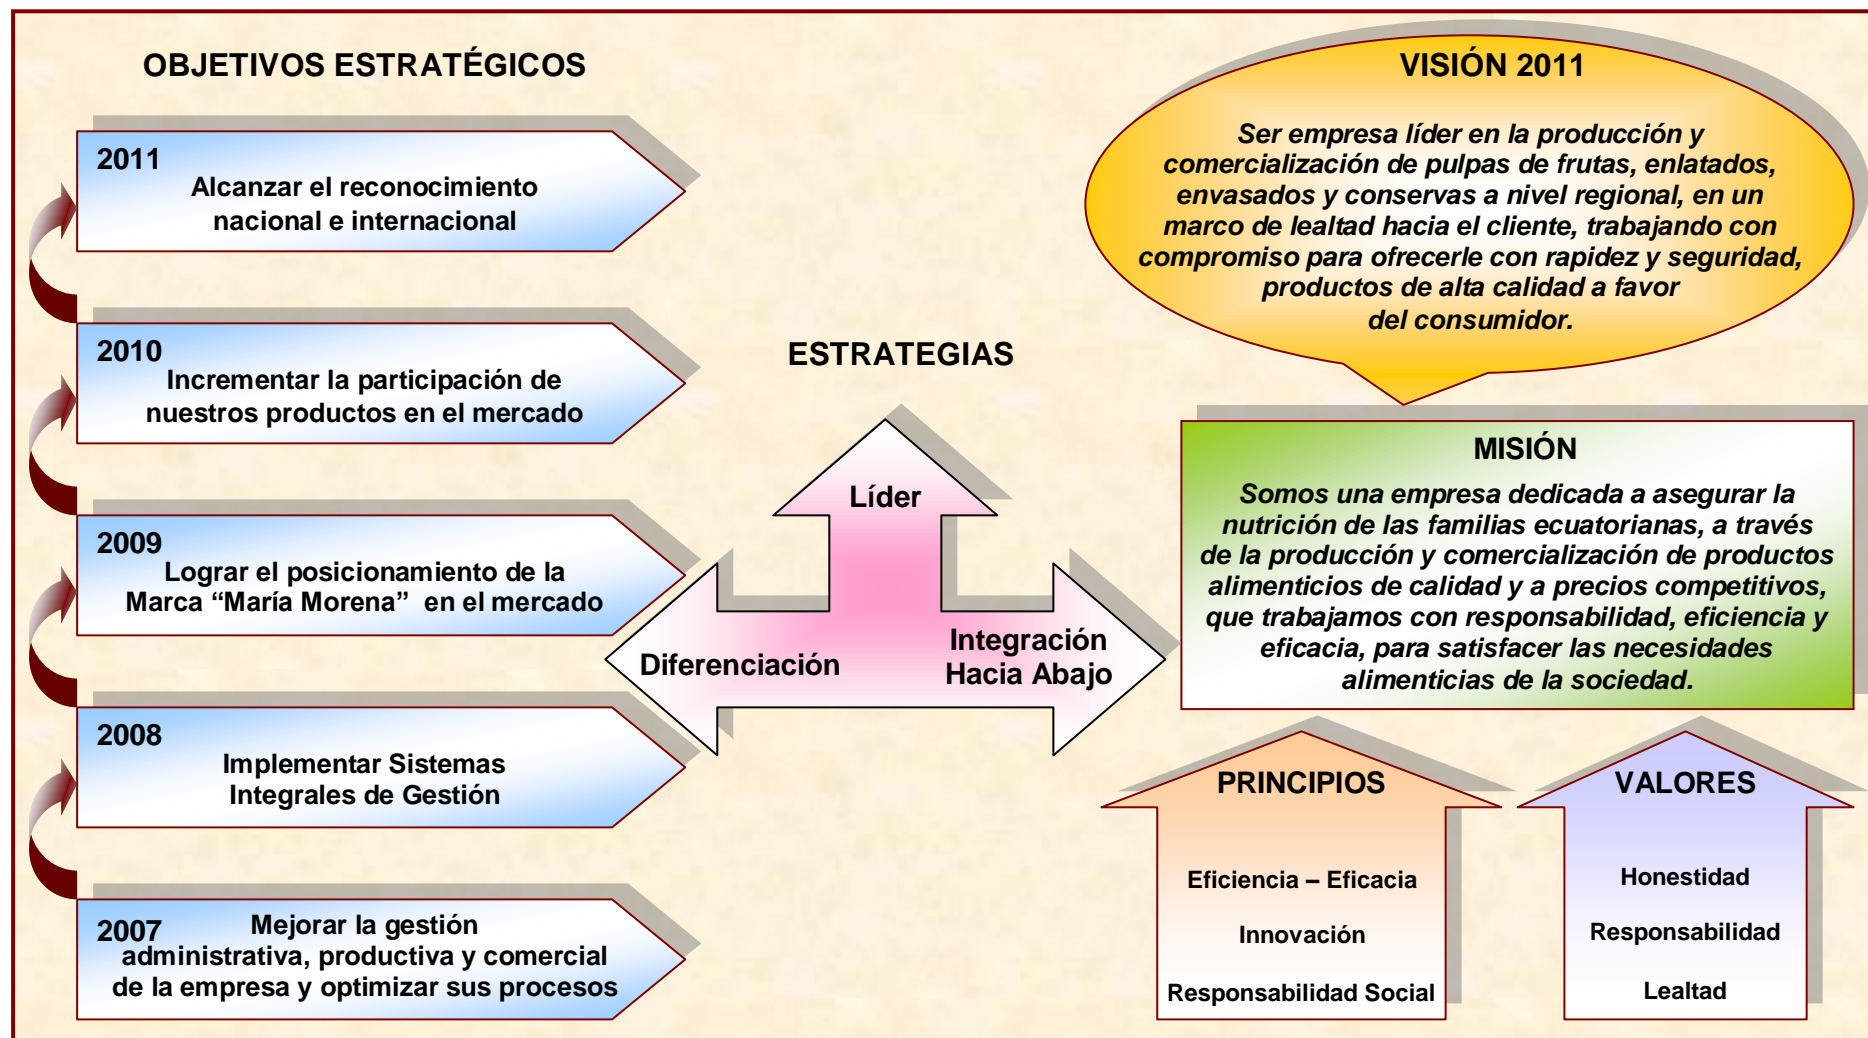 OBJETIVOS ESTRATÉGICOS
2011
Alcanzar el reconocimiento
nacional e internacional
2010
Incrementar la participación de
nuestros productos en el mercado
2009
Lograr el posicionamiento de la
Marca “María Morena” en el mercado
2008
Implementar Sistemas
Integrales de Gestión
2007
Mejorar la gestión
administrativa, productiva y comercial
de la empresa y optimizar sus procesos
ESTRATEGIAS
Líder
Diferenciación
Integración
Hacia Abajo
VISIÓN 2011
Ser empresa líder en la producción y
comercialización de pulpas de frutas, enlatados,
envasados y conservas a nivel regional, en un
marco de lealtad hacia el cliente, trabajando con
compromiso para ofrecerle con rapidez y seguridad,
productos de alta calidad a favor
del consumidor.
MISIÓN
Somos una empresa dedicada a asegurar la
nutrición de las familias ecuatorianas, a través
de la producción y comercialización de productos
alimenticios de calidad y a precios competitivos,
que trabajamos con responsabilidad, eficiencia y
eficacia, para satisfacer las necesidades
alimenticias de la sociedad.
PRINCIPIOS
Eficiencia – Eficacia
Innovación
Responsabilidad Social
VALORES
Honestidad
Responsabilidad
Lealtad